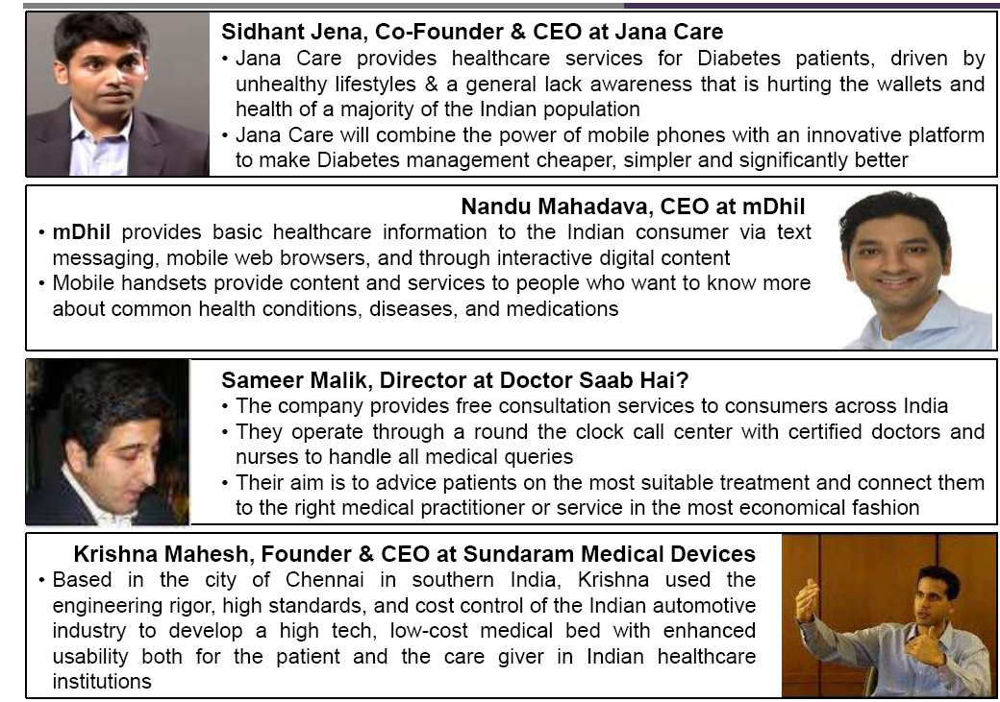 Sidhant Jena, Co-Founder & CEO at Jana Care
• Jana Care provides healthcare services for Diabetes patients, driven by
unhealthy lifestyles & a general lack awareness that is hurting the wallets and
health of a majority of the Indian population
• Jana Care will combine the power of mobile phones with an innovative platform
to make Diabetes management cheaper, simpler and significantly better
Nandu Mahadava, CEO at mDhil
• mDhil provides basic healthcare information to the Indian consumer via text
messaging, mobile web browsers, and through interactive digital content
• Mobile handsets provide content and services to people who want to know more
about common health conditions, diseases, and medications
Sameer Malik, Director at Doctor Saab Hai?
• The company provides free consultation services to consumers across India
• They operate through a round the clock call center with certified doctors and
nurses to handle all medical queries
• Their aim is to advice patients on the most suitable treatment and connect them
to the right medical practitioner or service in the most economical fashion
Krishna Mahesh, Founder & CEO at Sundaram Medical Devices
• Based in the city of Chennai in southern India, Krishna used the
engineering rigor, high standards, and cost control of the Indian automotive
industry to develop a high tech, low-cost medical bed with enhanced
usability both for the patient and the care giver in Indian healthcare
institutions